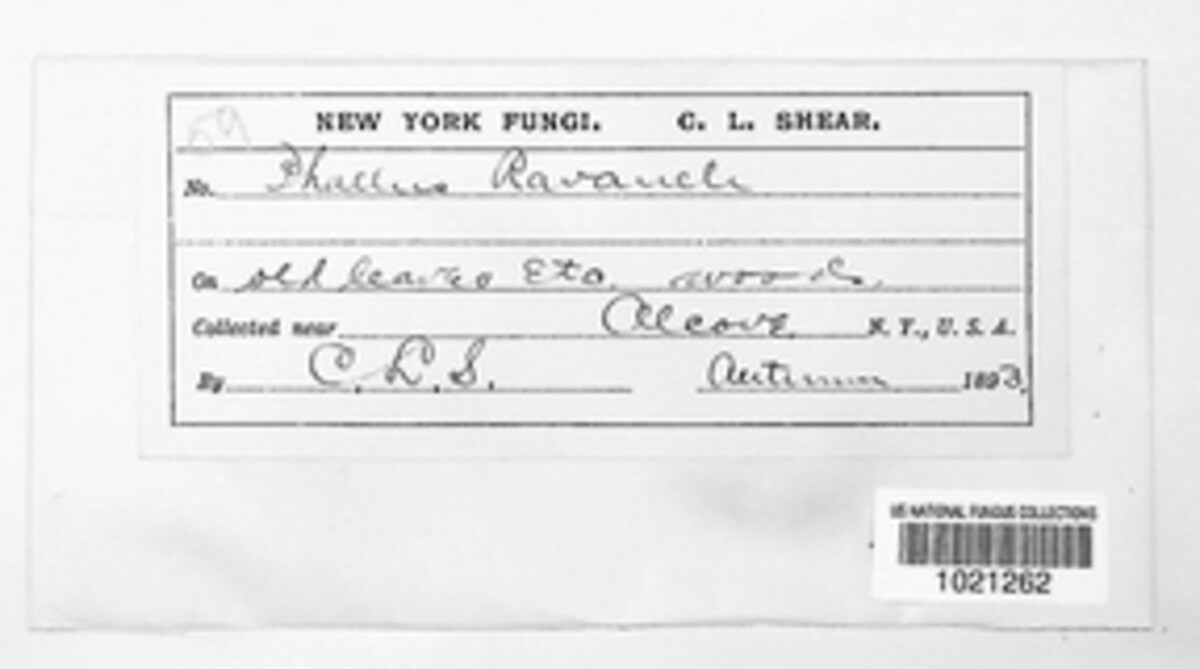 59
NEW YORK FUNGI. C. L. SHEAR.
No. Phallus Ravenelii
On old leaves Etc. woods.
Collected near Alcove N. Y., U. S. A.
By C. L. S. Autumn 1893.
US NATIONAL FUNGUS COLLECTIONS
1021262